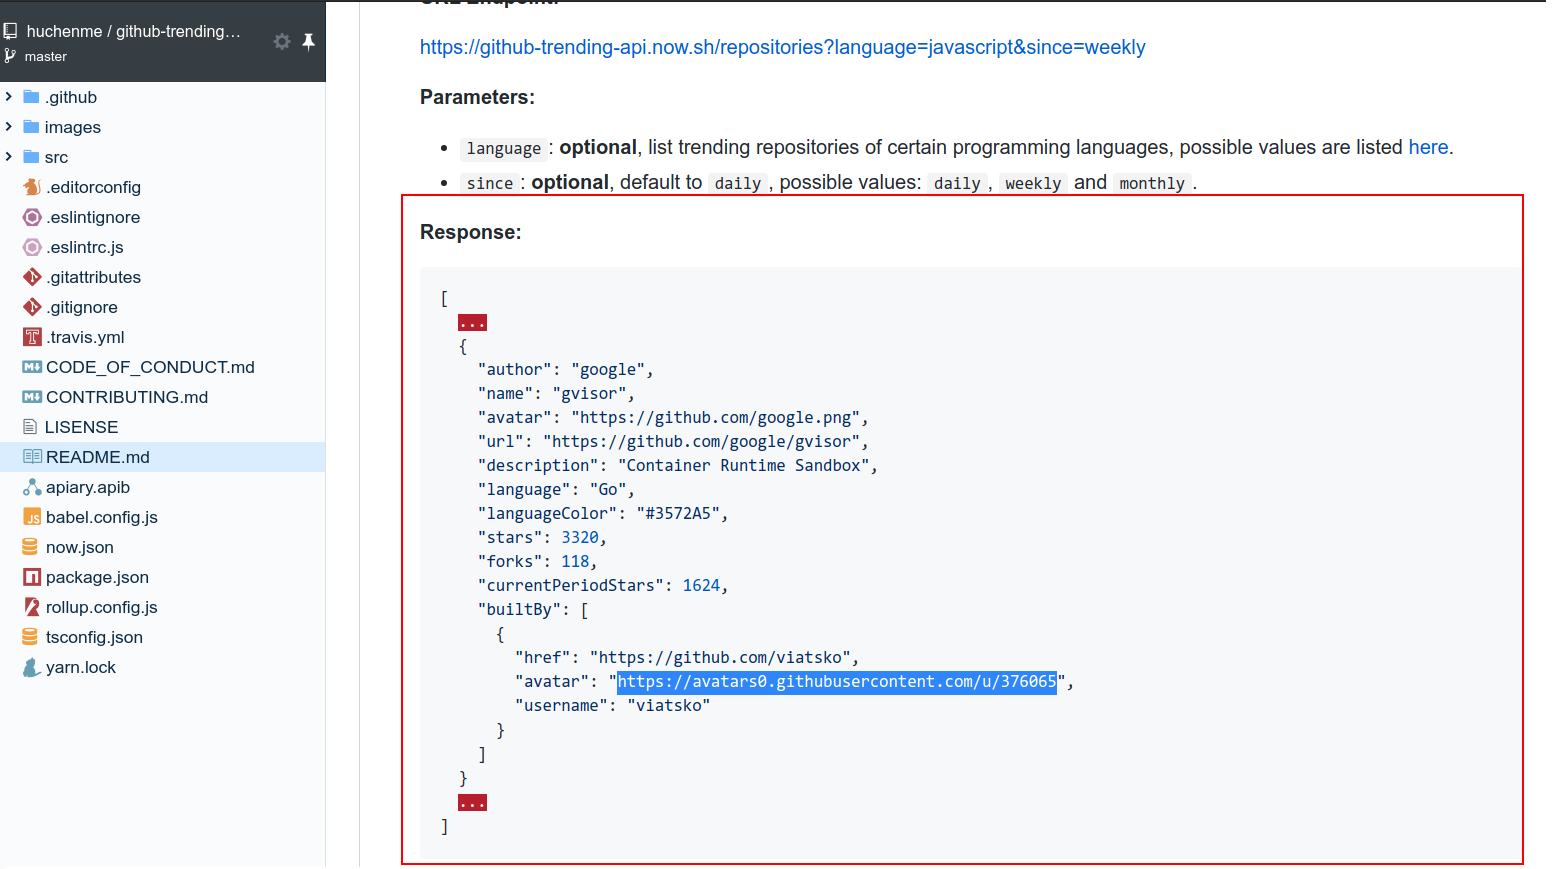 huchenme / github-trending…
master
.github
images
src
.editorconfig
.eslintignore
.eslintrc.js
.gitattributes
.gitignore
.travis.yml
CODE_OF_CONDUCT.md
CONTRIBUTING.md
LISENSE
README.md
apiary.apib
babel.config.js
now.json
package.json
rollup.config.js
tsconfig.json
yarn.lock
URL Endpoint:
https://github-trending-api.now.sh/repositories?language=javascript&since=weekly
Parameters:
• language : optional, list trending repositories of certain programming languages, possible values are listed here.
• since : optional, default to daily , possible values: daily , weekly and monthly .
Response:
[
...
{
"author": "google",
"name": "gvisor",
"avatar": "https://github.com/google.png",
"url": "https://github.com/google/gvisor",
"description": "Container Runtime Sandbox",
"language": "Go",
"languageColor": "#3572A5",
"stars": 3320,
"forks": 118,
"currentPeriodStars": 1624,
"builtBy": [
{
"href": "https://github.com/viatsko",
"avatar": "https://avatars0.githubusercontent.com/u/376065",
"username": "viatsko"
}
]
}
...
]